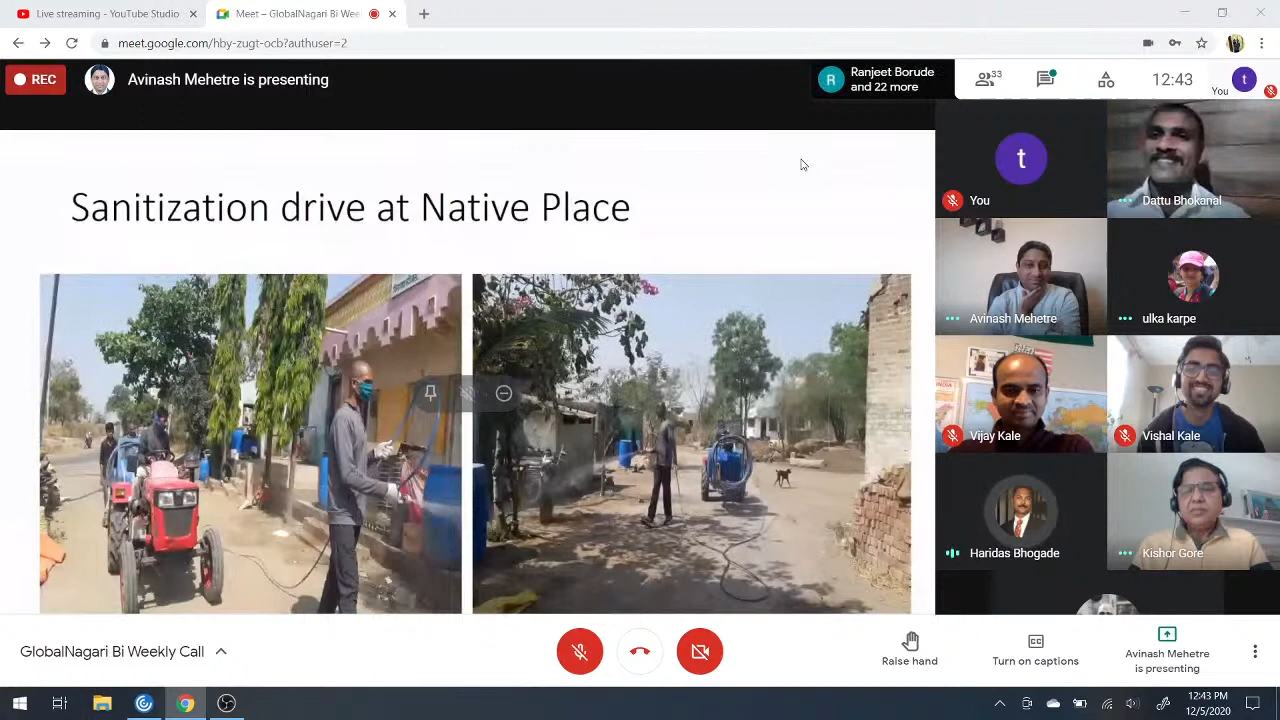 Live streaming - YouTube Studio
Meet – GlobalNagari Bi Wee
meet.google.com/hby-zugt-ocb?authuser=2
REC
Avinash Mehetre is presenting
R
Ranjeet Borude
and 22 more
33
12:43
You
t
Sanitization drive at Native Place
t
You
Dattu Bhokanal
Avinash Mehetre
ulka karpe
Vijay Kale
Vishal Kale
Haridas Bhogade
Kishor Gore
GlobalNagari Bi Weekly Call
Raise hand
CC
Turn on captions
Avinash Mehetre
is presenting
12:43 PM
12/5/2020